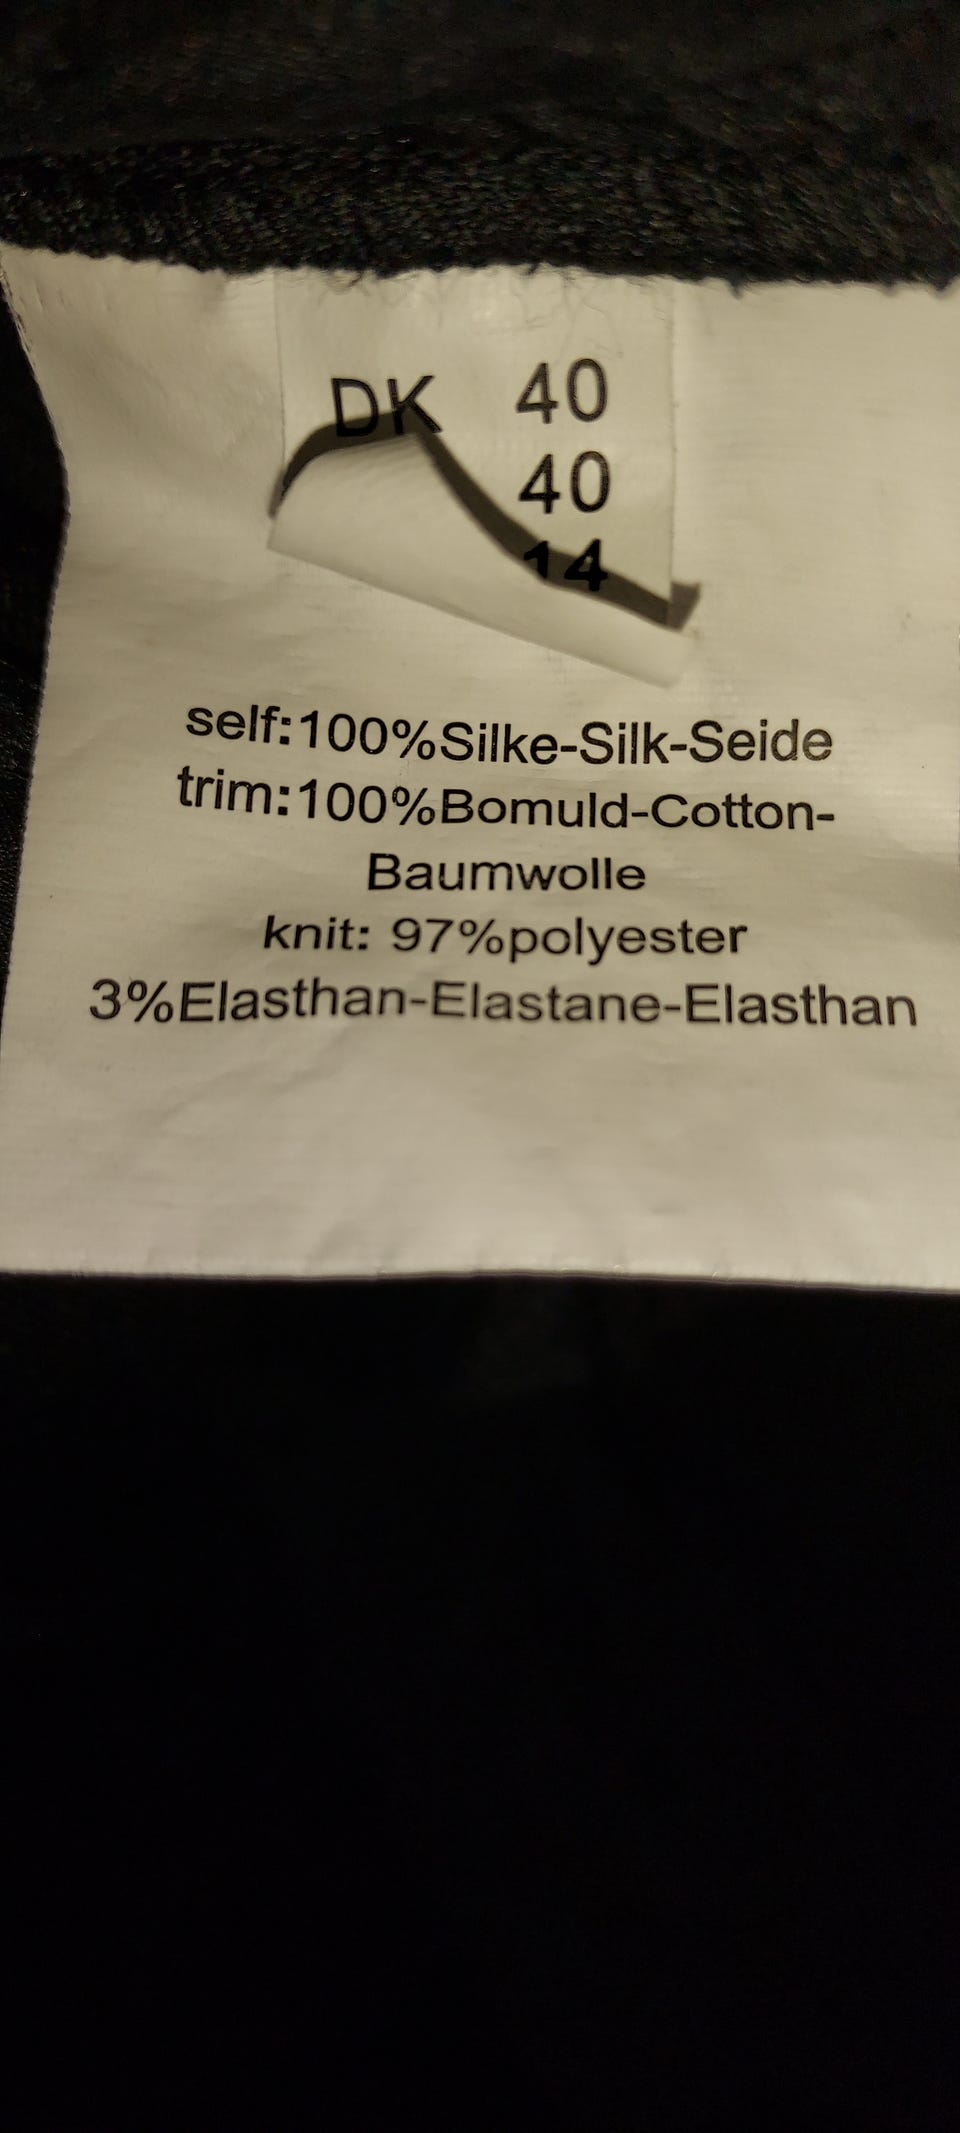 DK 40
40
14
self:100%Silke-Silk-Seide
trim:100%Bomuld-Cotton-
Baumwolle
knit: 97%polyester
3%Elasthan-Elastane-Elasthan